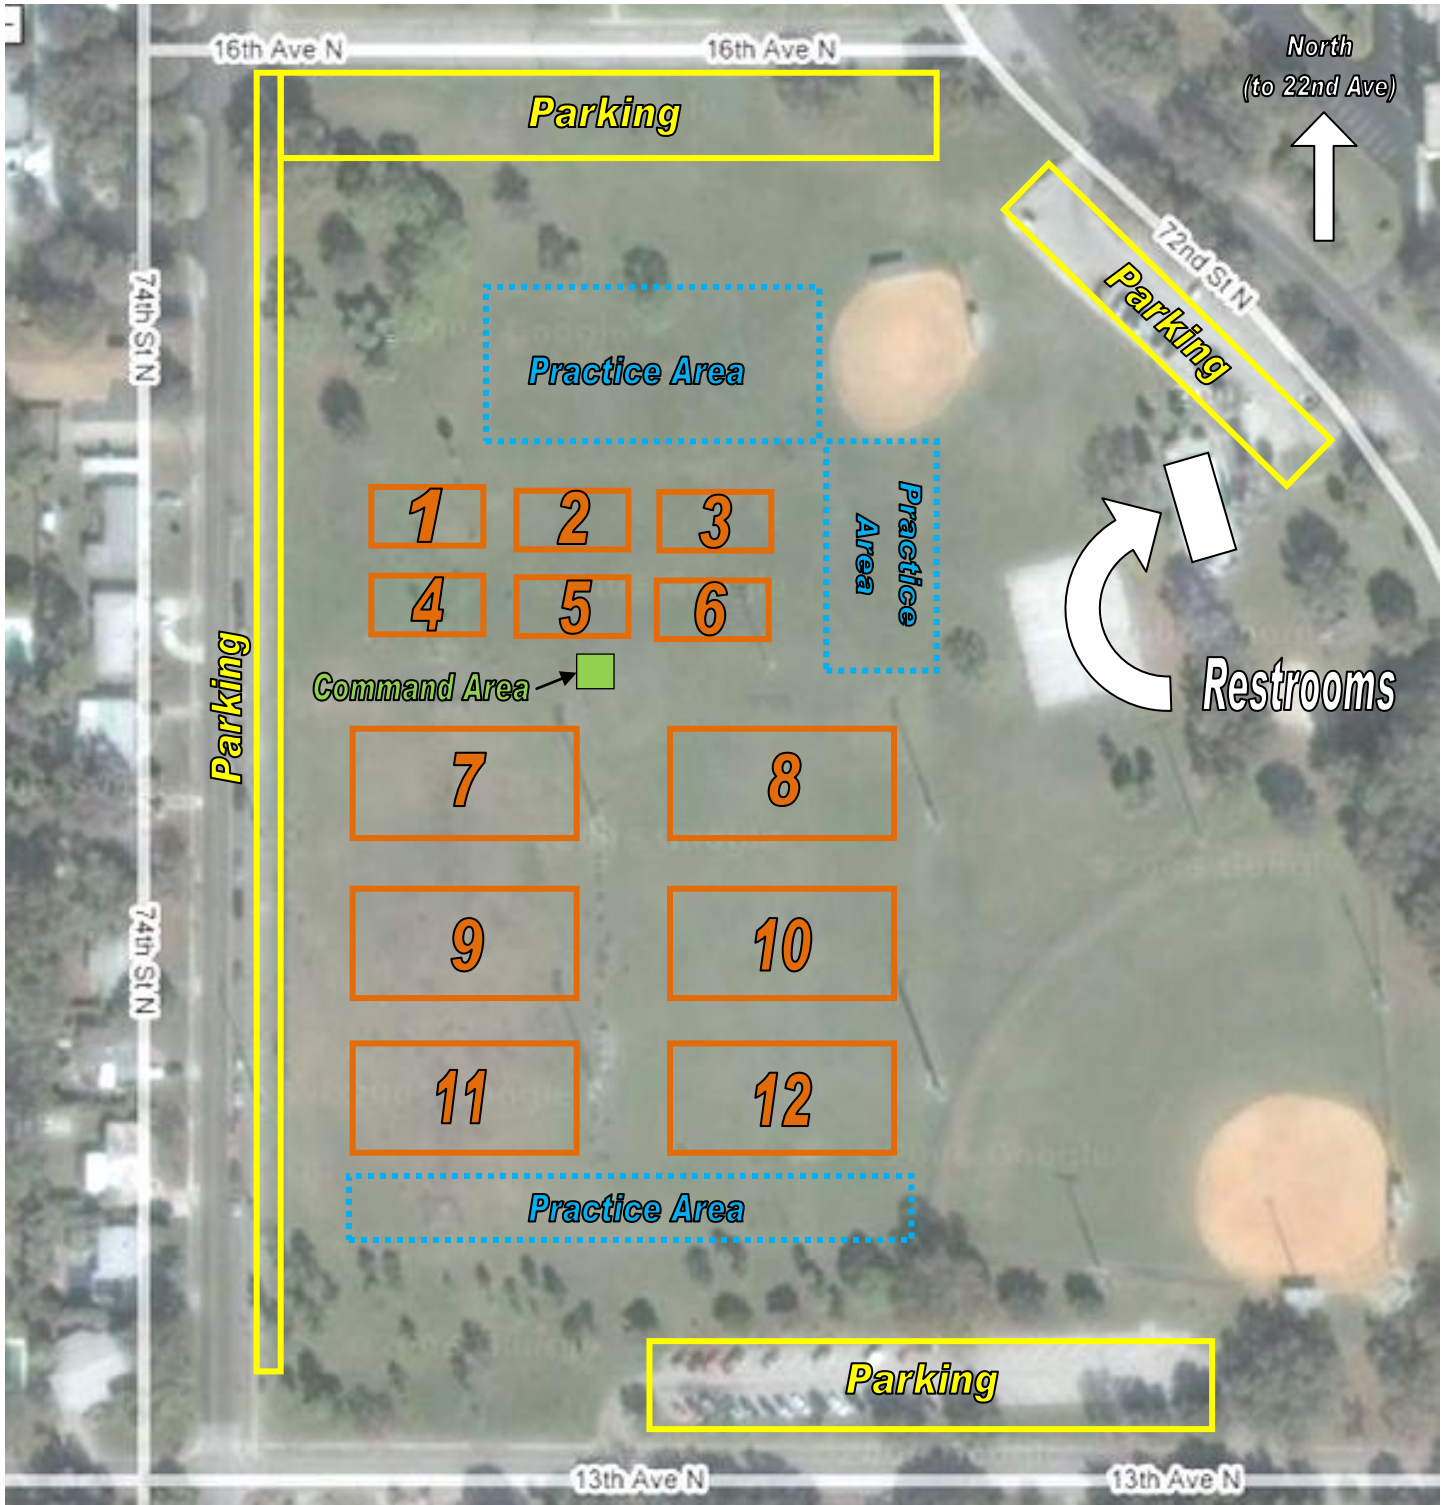 16th Ave N
16th Ave N
North
(to 22nd Ave)
Parking
72nd St N
Parking
74th St N
Practice Area
1
2
3
Practice
Area
4
5
6
Parking
Command Area
Restrooms
7
8
9
10
74th St N
11
12
Practice Area
Parking
13th Ave N
13th Ave N